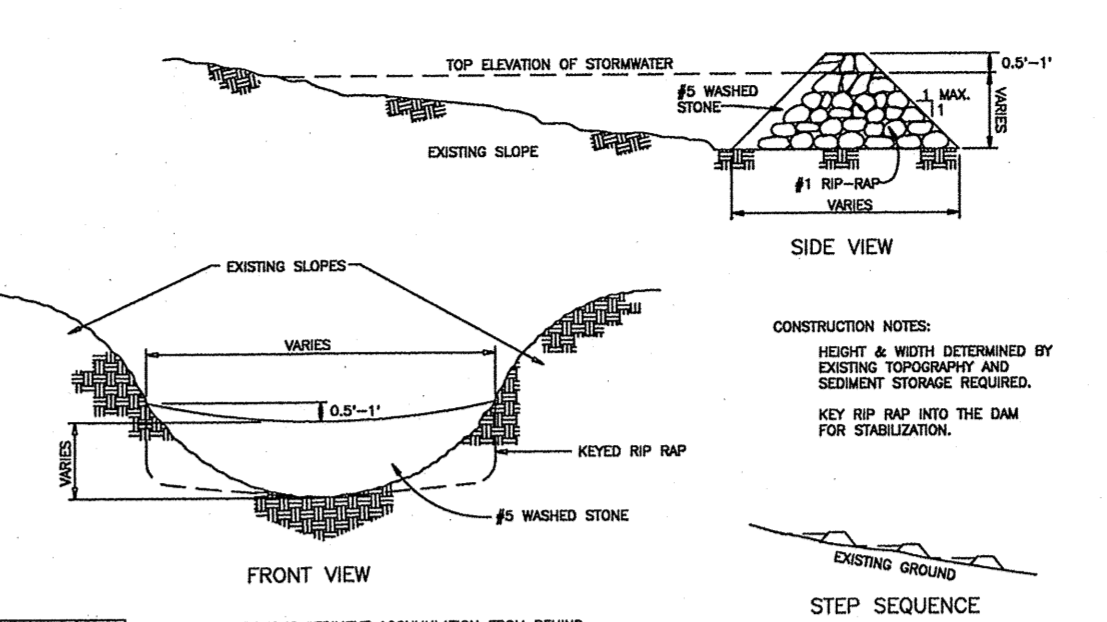 TOP ELEVATION OF STORMWATER
0.5'-1'
#5 WASHED
STONE
1 MAX.
1
VARIES
EXISTING SLOPE
#1 RIP-RAP
VARIES
SIDE VIEW
EXISTING SLOPES
VARIES
0.5'-1'
VARIES
KEYED RIP RAP
#5 WASHED STONE
FRONT VIEW
CONSTRUCTION NOTES:
HEIGHT & WIDTH DETERMINED BY
EXISTING TOPOGRAPHY AND
SEDIMENT STORAGE REQUIRED.
KEY RIP RAP INTO THE DAM
FOR STABILIZATION.
EXISTING GROUND
STEP SEQUENCE
ACCUMULATION FROM BEHIND